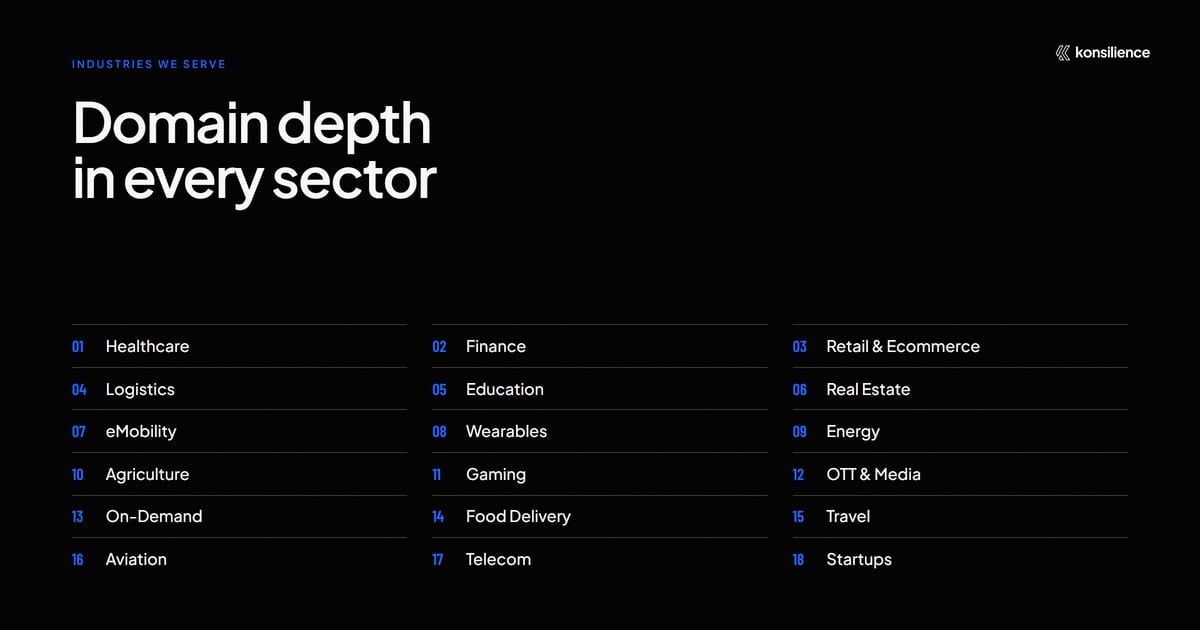 INDUSTRIES WE SERVE
konsilience
Domain depth
in every sector
01 Healthcare
02 Finance
03 Retail & Ecommerce
04 Logistics
05 Education
06 Real Estate
07 eMobility
08 Wearables
09 Energy
10 Agriculture
11 Gaming
12 OTT & Media
13 On-Demand
14 Food Delivery
15 Travel
16 Aviation
17 Telecom
18 Startups